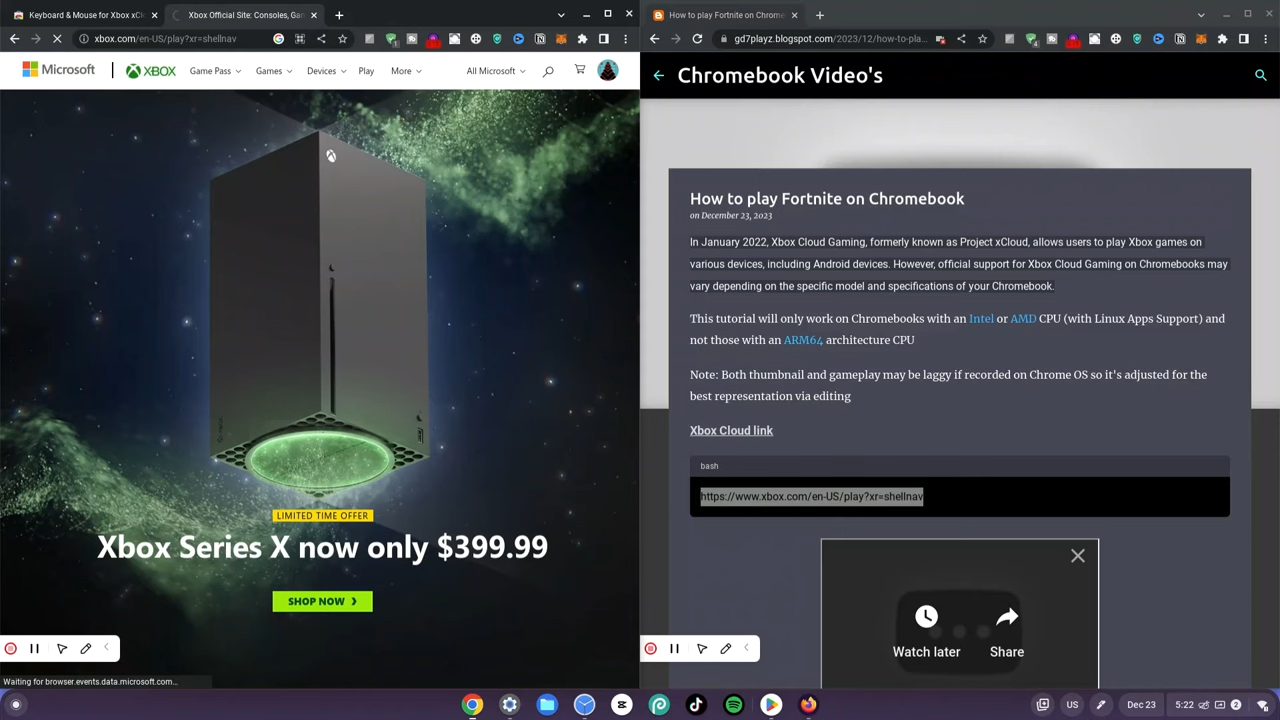 Keyboard & Mouse for Xbox xCl
Xbox Official Site: Consoles, Gan
xbox.com/en-US/play?xr=shellnav
Microsoft
XBOX
Game Pass
Games
Devices
Play
More
All Microsoft
LIMITED TIME OFFER
Xbox Series X now only $399.99
SHOP NOW
Waiting for browser.events.data.microsoft.com...
How to play Fortnite on Chrome
gd7playz.blogspot.com/2023/12/how-to-pla...
Chromebook Video's
How to play Fortnite on Chromebook
on December 23, 2023
In January 2022, Xbox Cloud Gaming, formerly known as Project xCloud, allows users to play Xbox games on
various devices, including Android devices. However, official support for Xbox Cloud Gaming on Chromebooks may
vary depending on the specific model and specifications of your Chromebook.
This tutorial will only work on Chromebooks with an Intel or AMD CPU (with Linux Apps Support) and
not those with an ARM64 architecture CPU
Note: Both thumbnail and gameplay may be laggy if recorded on Chrome OS so it's adjusted for the
best representation via editing
Xbox Cloud link
bash
https://www.xbox.com/en-US/play?xr=shellnav
Watch later
Share
US
Dec 23
5:22
2